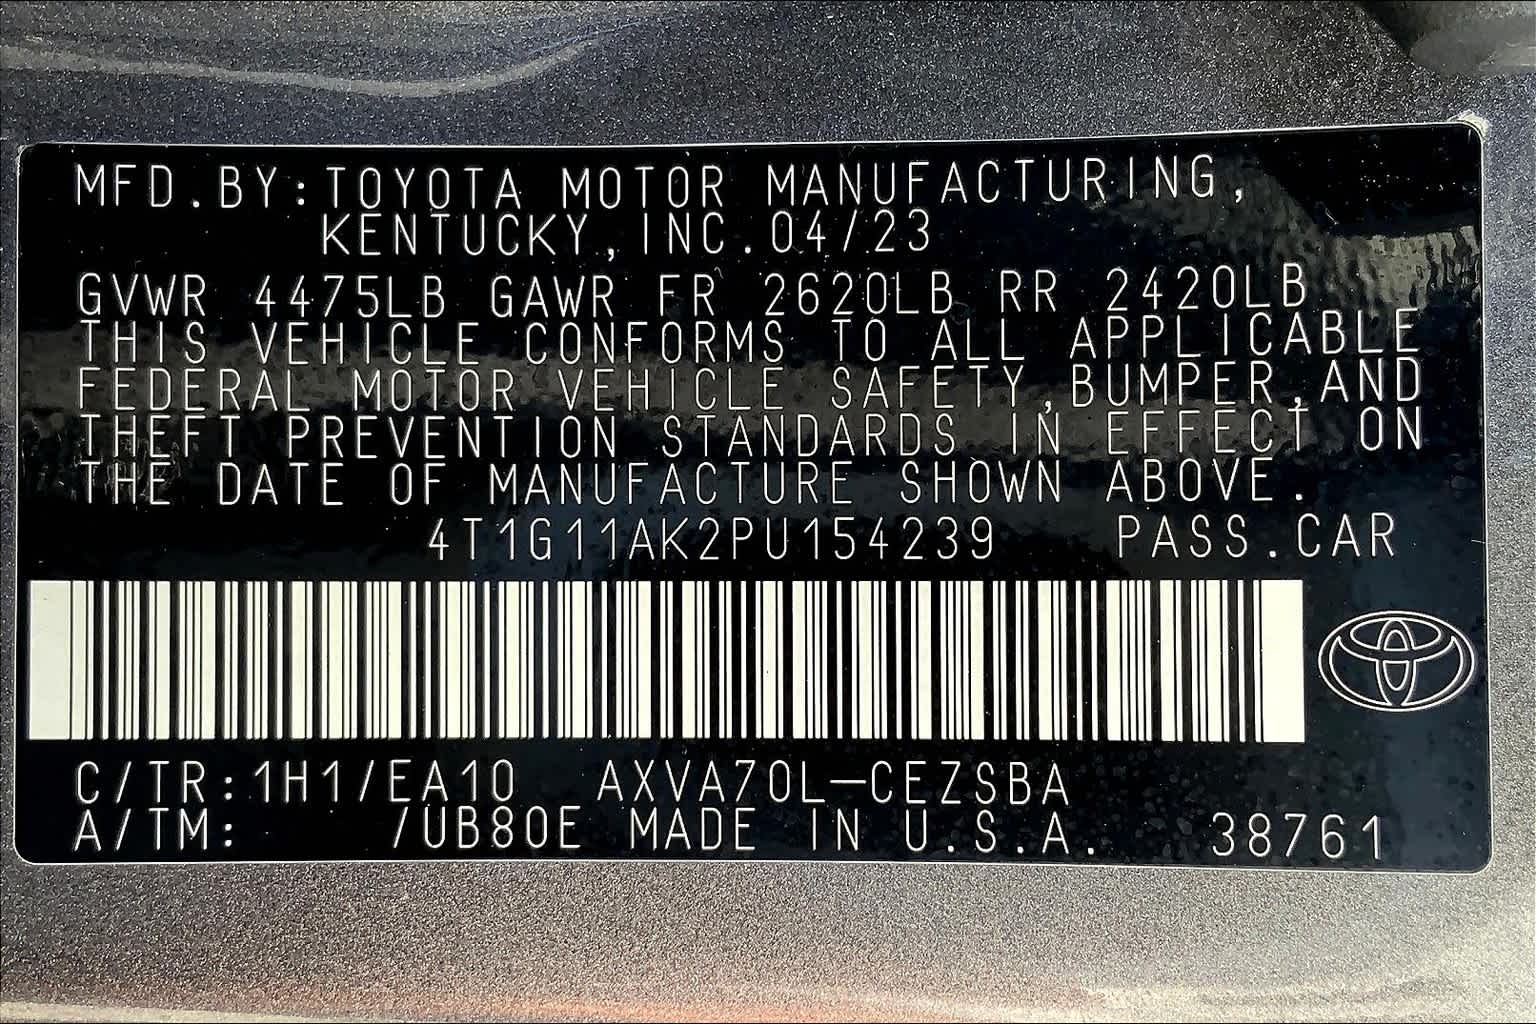 MFD.BY:TOYOTA MOTOR MANUFACTURING,
KENTUCKY,INC.04/23
GVWR 4475LB GAWR FR 2620LB RR 2420LB
THIS VEHICLE CONFORMS TO ALL APPLICABLE
FEDERAL MOTOR VEHICLE SAFETY,BUMPER,AND
THEFT PREVENTION STANDARDS IN EFFECT ON
THE DATE OF MANUFACTURE SHOWN ABOVE.
4T1G11AK2PU154239 PASS.CAR
C/TR:1H1/EA10 AXVA70L-CEZSBA
A/TM: /UB80E MADE IN U.S.A. 38761